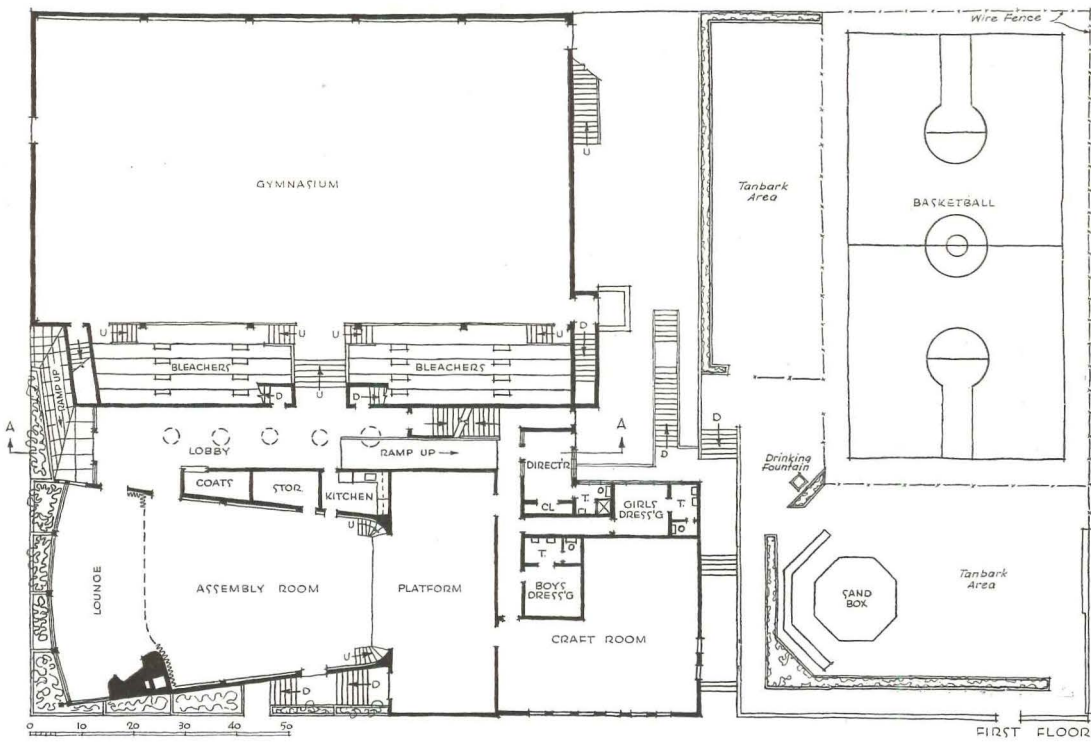 Wire Fence
GYMNASIUM
U
Tanbark
Area
BASKETBALL
U
U
U
U
D
RAMP UP
BLEACHERS
U
BLEACHERS
D
D
A
LOBBY
RAMP UP
A
D
D
DIRECT'R
Drinking
Fountain
COATS
STOR.
KITCHEN
CL
T.
CL
GIRLS
DRESS'G
T.
U
T.
LOUNGE
ASSEMBLY ROOM
PLATFORM
BOYS
DRESS'G
SAND
BOX
Tanbark
Area
CRAFT ROOM
U
D
D
0 10 20 30 40 50
FIRST FLOOR